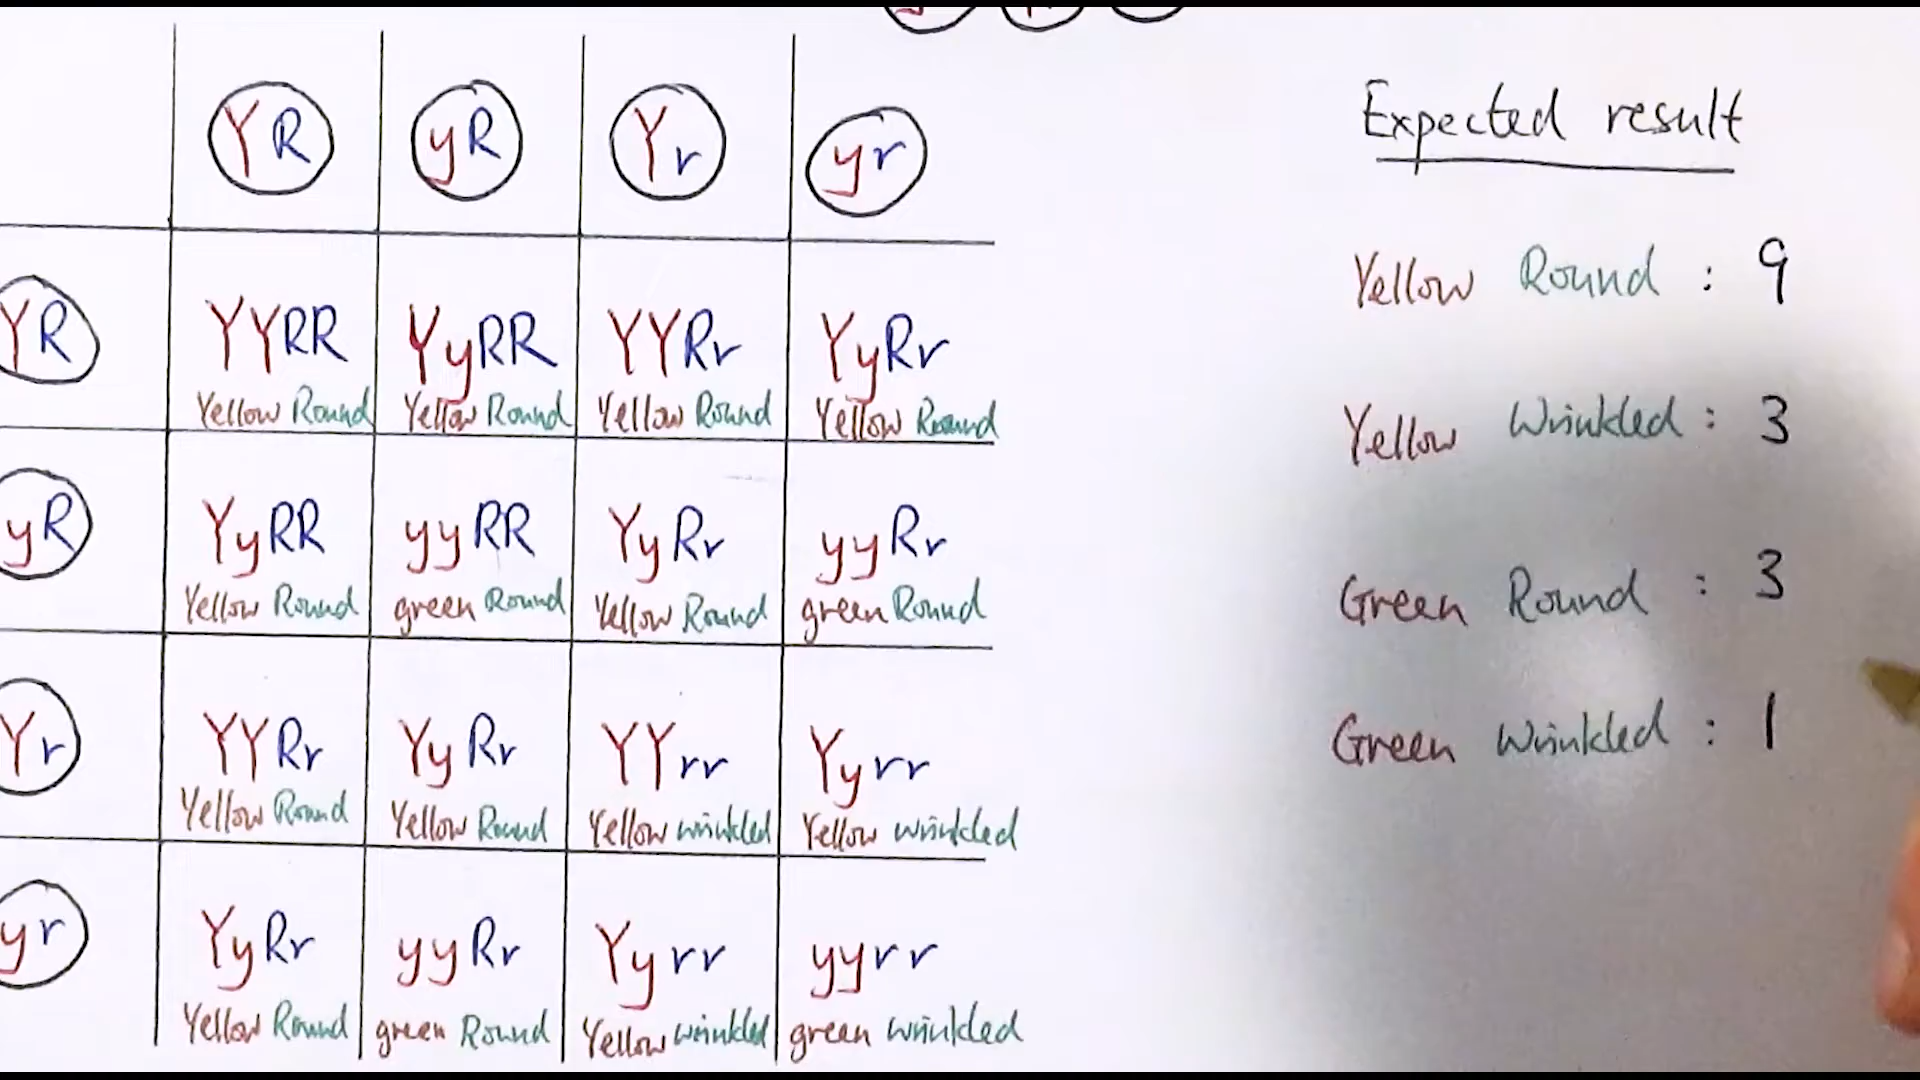 YR yR Yr yr
Expected result
YR YYRR YyRR YYRr YyRr
Yellow Round Yellow Round Yellow Round Yellow Round
yR YyRR yyRR YyRr yyRr
Yellow Round green Round Yellow Round green Round
Yr YYRr YyRr YYrr Yyrr
Yellow Round Yellow Round Yellow wrinkled Yellow wrinkled
yr YyRr yyRr Yyrr yyrr
Yellow Round green Round Yellow wrinkled green wrinkled
Yellow Round : 9
Yellow Wrinkled : 3
Green Round : 3
Green Wrinkled : 1